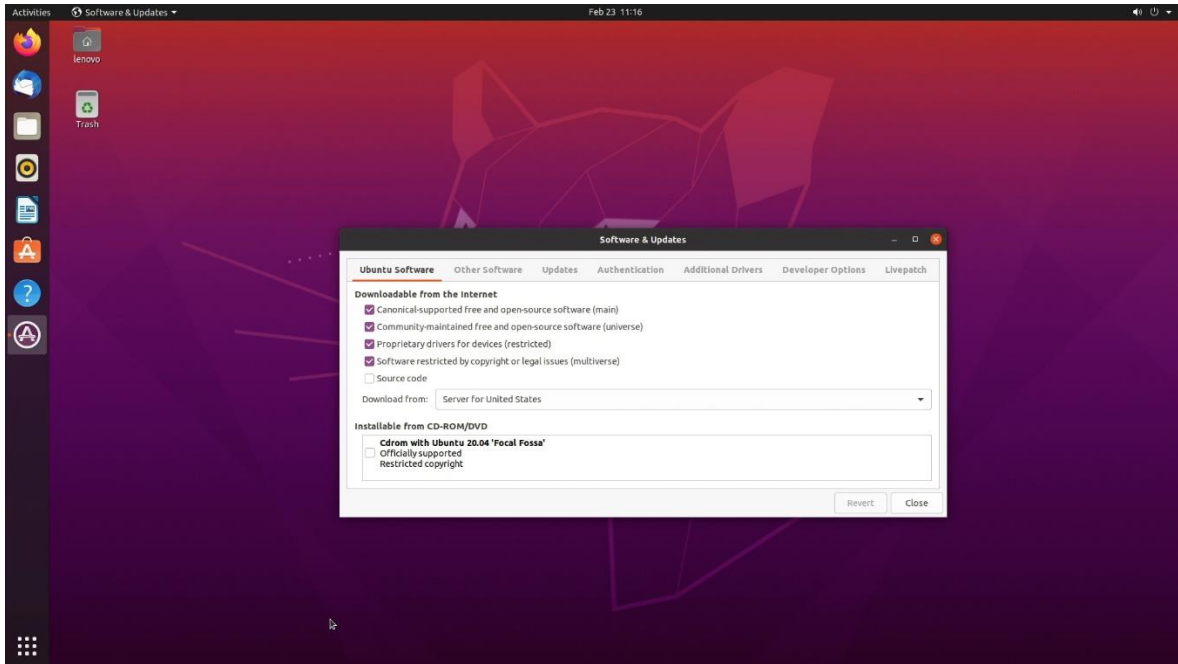 Activities Software & Updates Feb 23 11:16
lenovo
Trash
Software & Updates
Ubuntu Software Other Software Updates Authentication Additional Drivers Developer Options Livepatch
Downloadable from the Internet
Canonical-supported free and open-source software (main)
Community-maintained free and open-source software (universe)
Proprietary drivers for devices (restricted)
Software restricted by copyright or legal issues (multiverse)
Source code
Download from: Server for United States
Installable from CD-ROM/DVD
Cdrom with Ubuntu 20.04 'Focal Fossa'
Officially supported
Restricted copyright
Revert Close